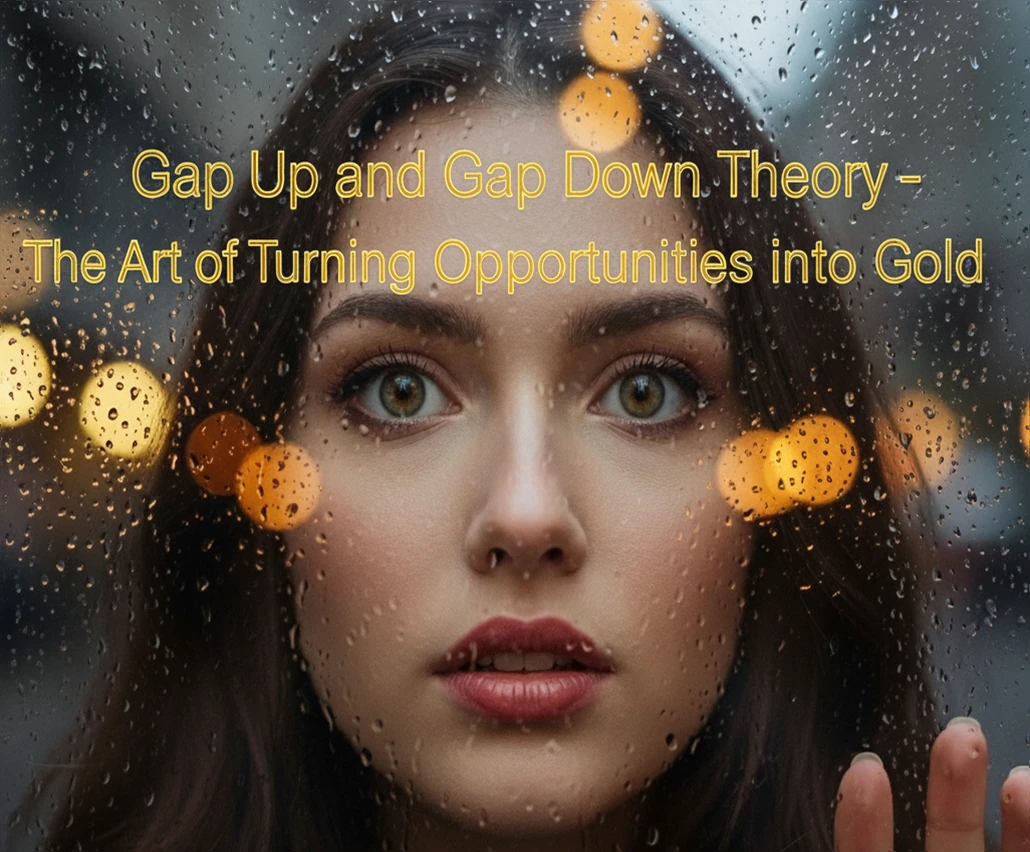 Gap Up and Gap Down Theory –
The Art of Turning Opportunities into Gold